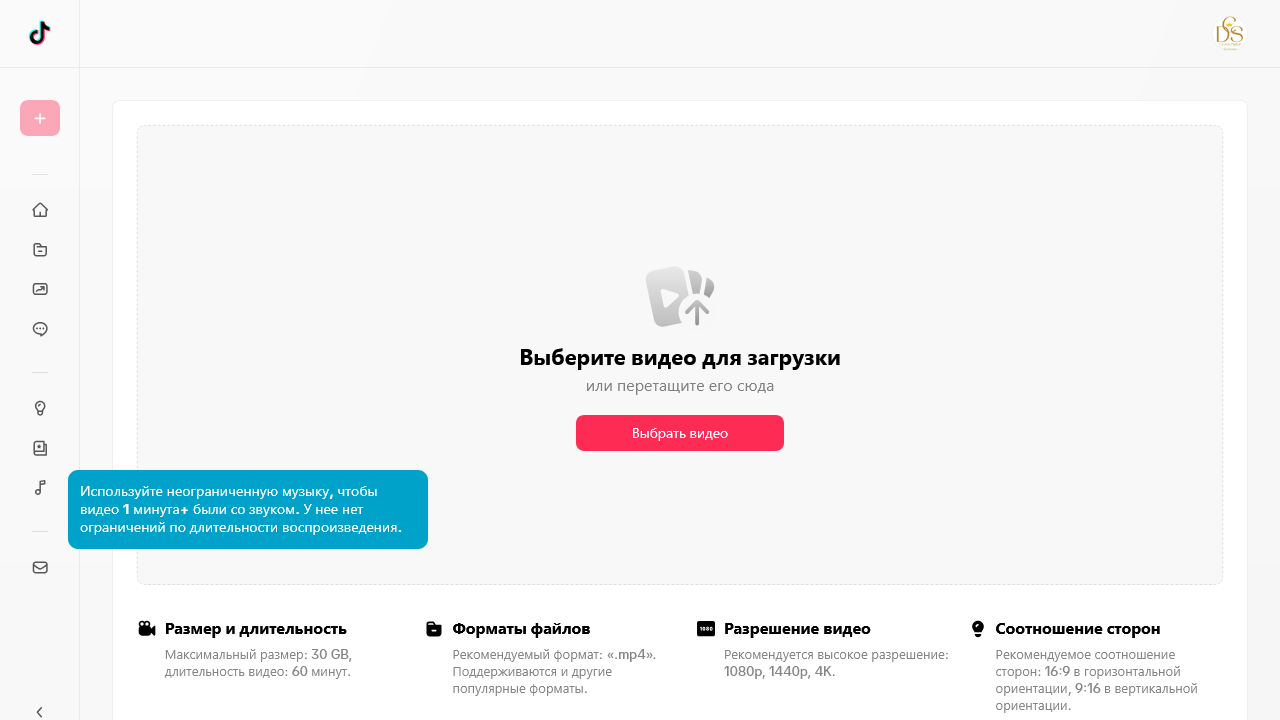 DCS
Выберите видео для загрузки
или перетащите его сюда
Выбрать видео
Используйте неограниченную музыку, чтобы
видео 1 минута+ были со звуком. У нее нет
ограничений по длительности воспроизведения.
Размер и длительность
Максимальный размер: 30 GB,
длительность видео: 60 минут.
Форматы файлов
Рекомендуемый формат: «.mp4».
Поддерживаются и другие
популярные форматы.
1080
Разрешение видео
Рекомендуется высокое разрешение:
1080p, 1440p, 4K.
Соотношение сторон
Рекомендуемое соотношение
сторон: 16:9 в горизонтальной
ориентации, 9:16 в вертикальной
ориентации.